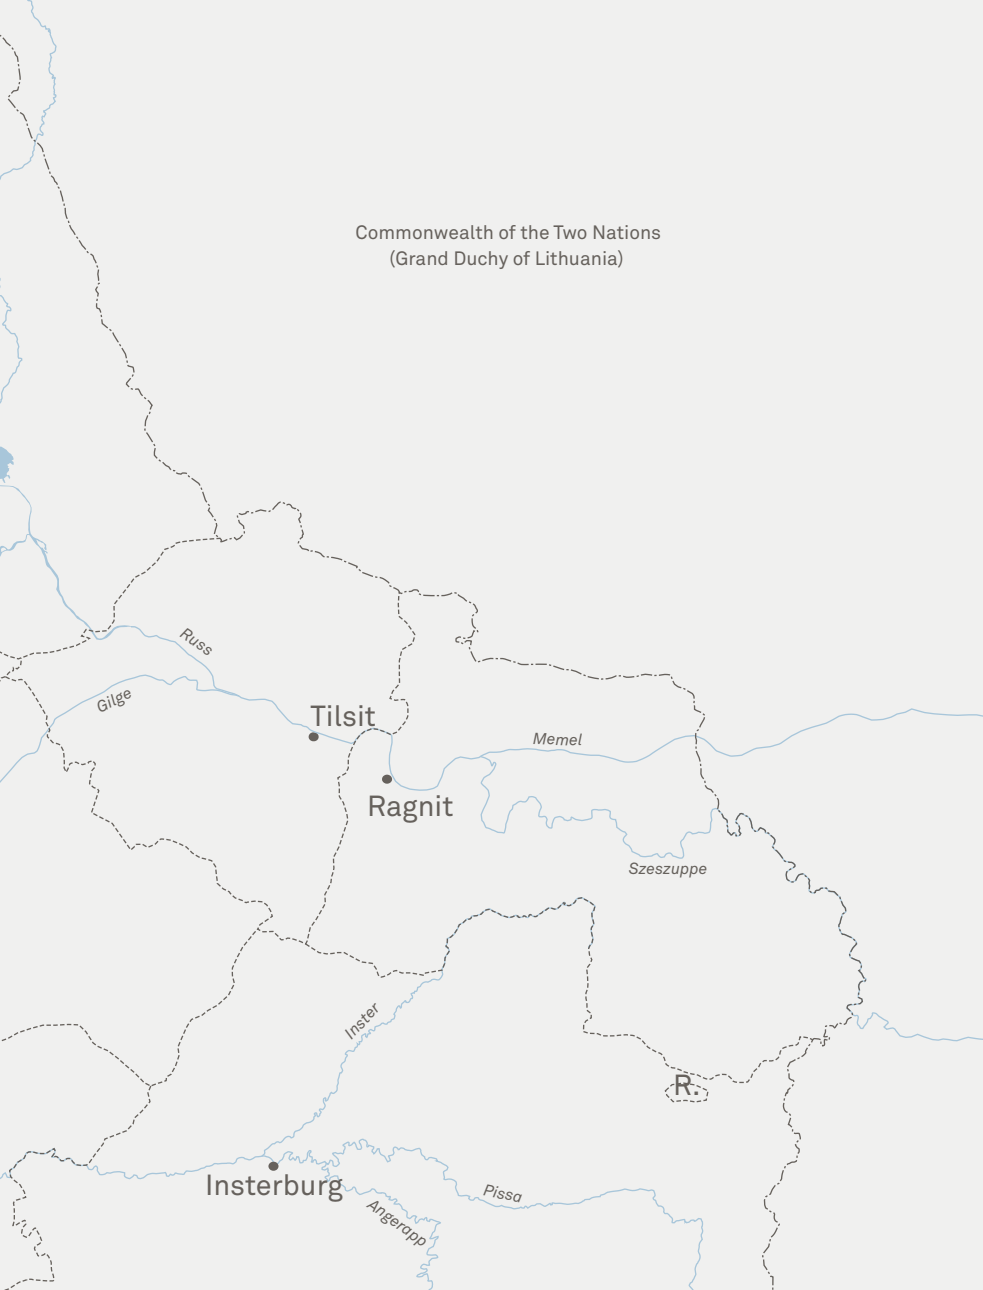 Commonwealth of the Two Nations
(Grand Duchy of Lithuania)
Russ
Gilge
Tilsit
Memel
Ragnit
Szeszuppe
Inster
R.
Insterburg
Pissa
Angerapp